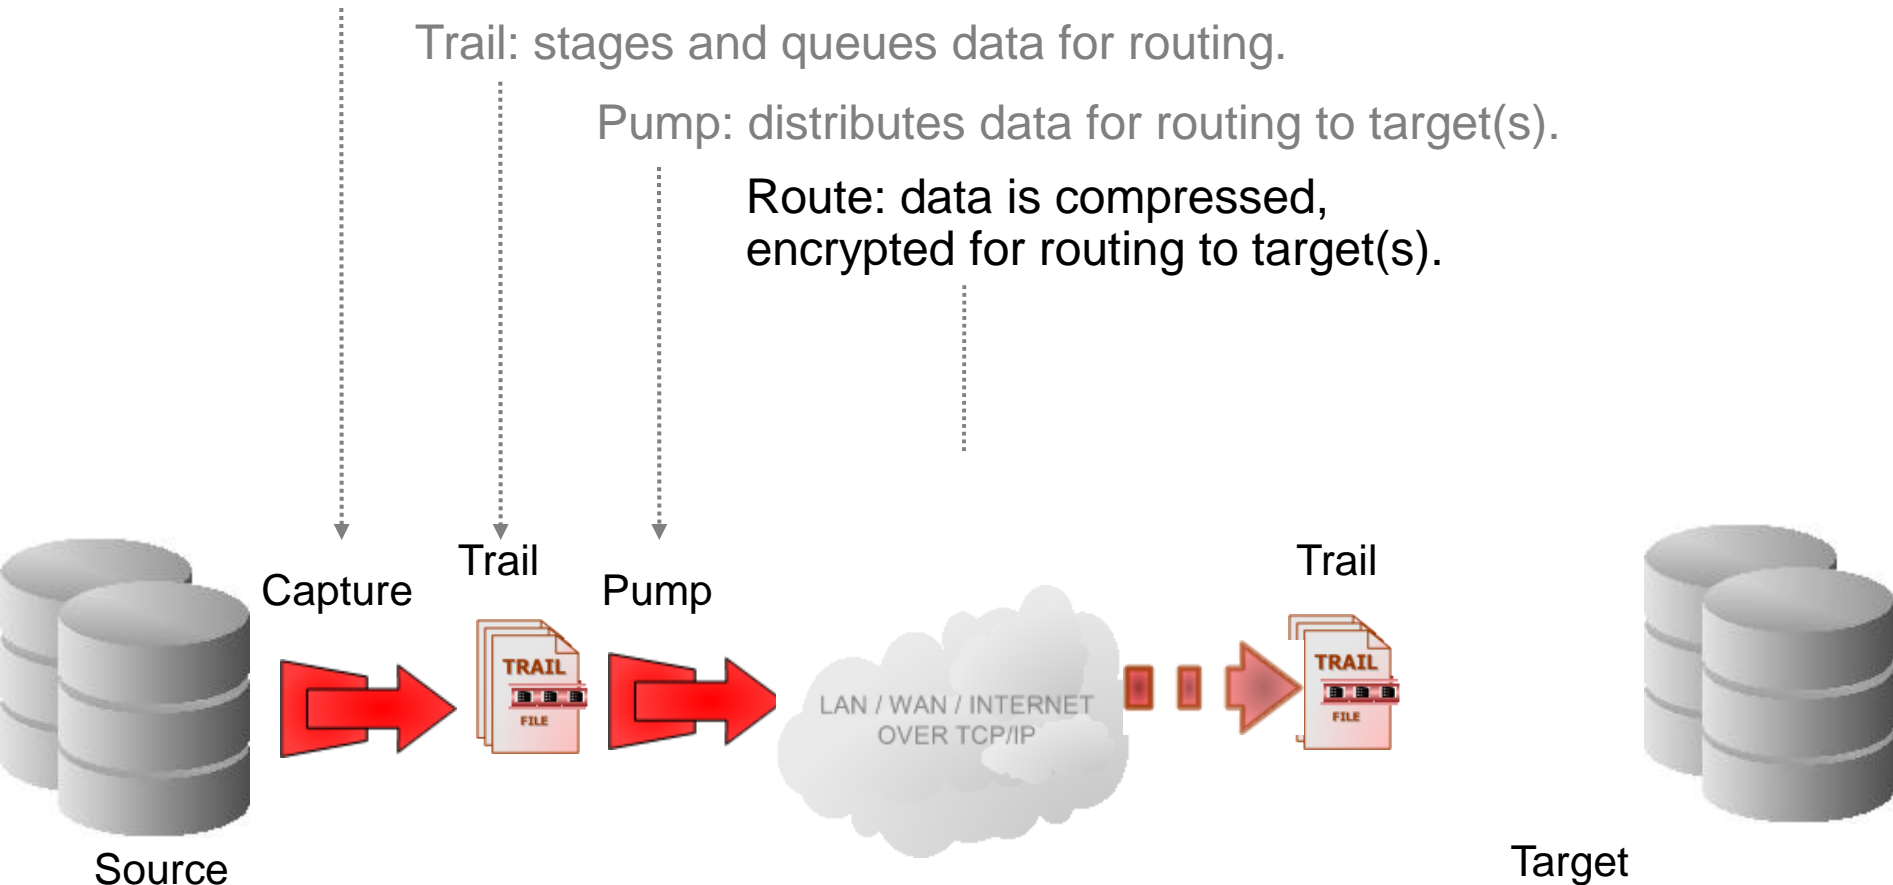 Trail: stages and queues data for routing.
Pump: distributes data for routing to target(s).
Route: data is compressed,
encrypted for routing to target(s).
Capture
Trail
Pump
Trail
TRAIL
FILE
LAN / WAN / INTERNET
OVER TCP/IP
TRAIL
FILE
Source
Target